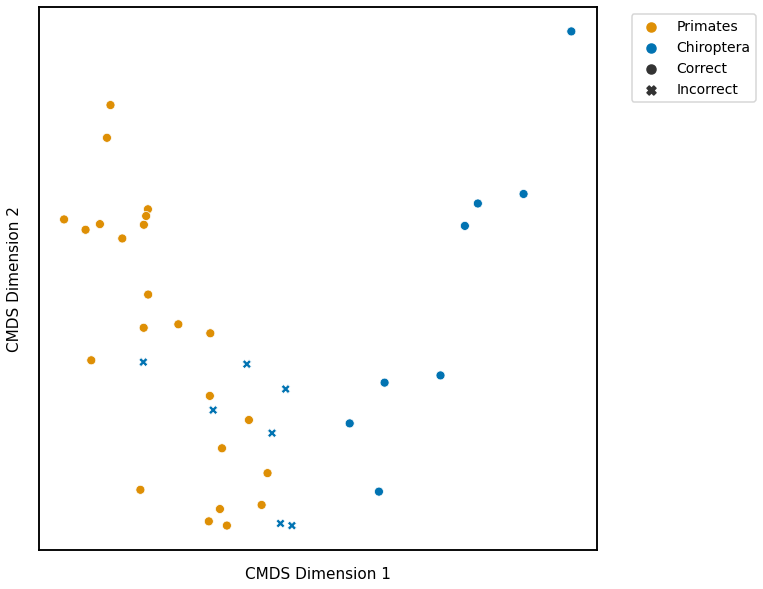 Primates
Chiroptera
Correct
Incorrect
CMDS Dimension 2
CMDS Dimension 1